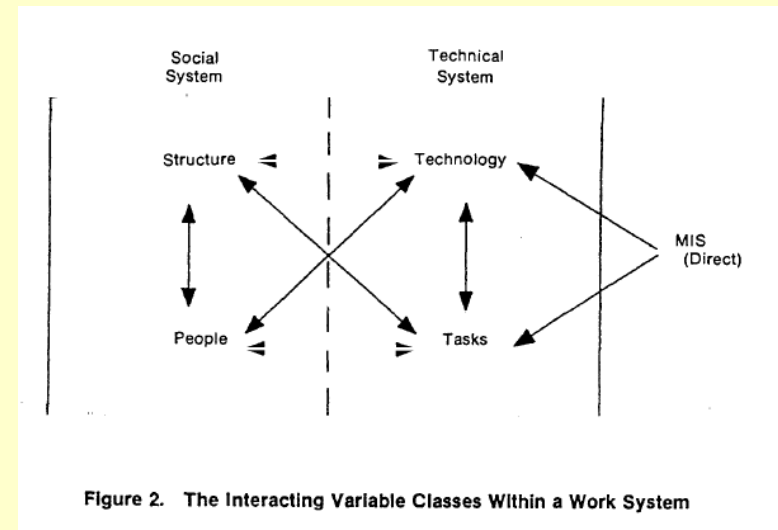 Social
System
Technical
System
Structure
Technology
MIS
(Direct)
People
Tasks
Figure 2. The Interacting Variable Classes Within a Work System